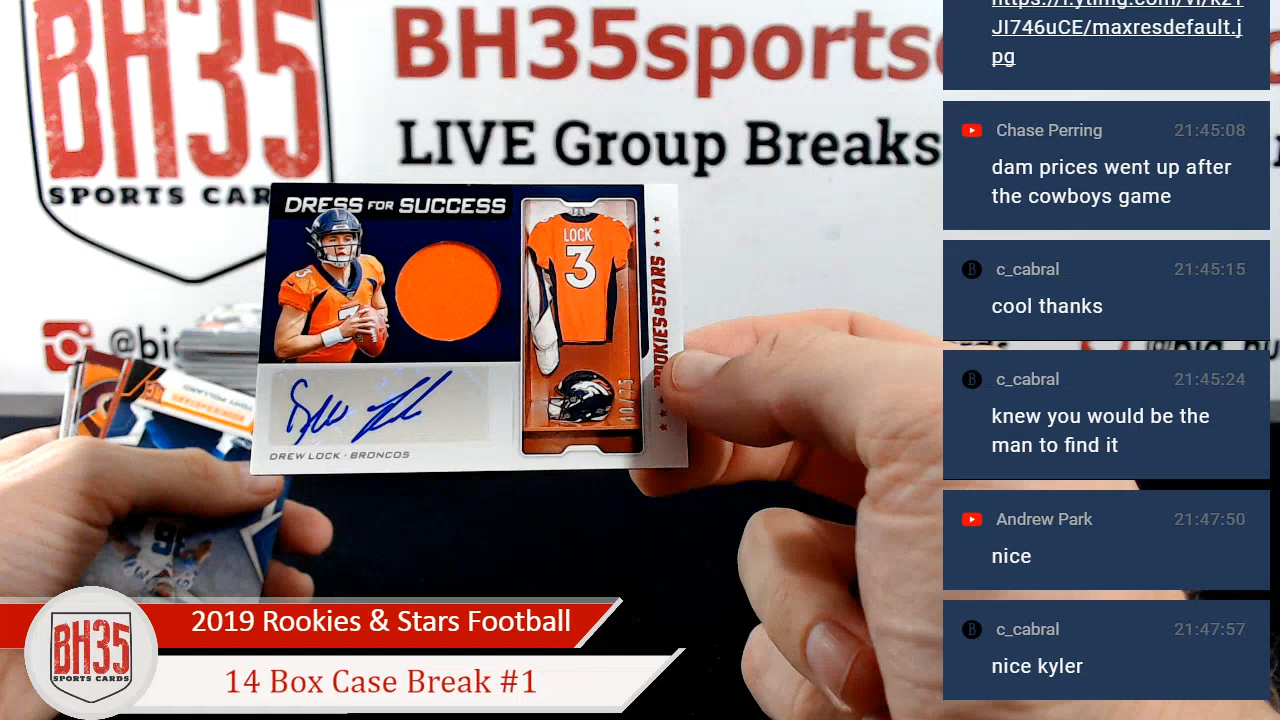 BH35
SPORTS CAR
BH35sports
LIVE Group Breaks
@bi
DRESS FOR SUCCESS
LOCK
3
ROOKIES&STARS
DREW LOCK · BRONCOS
96
2019 Rookies & Stars Football
14 Box Case Break #1
BH35
SPORTS CARDS
JI746uCE/maxresdefault.j
pg
Chase Perring 21:45:08
dam prices went up after
the cowboys game
c_cabral 21:45:15
cool thanks
c_cabral 21:45:24
knew you would be the
man to find it
Andrew Park 21:47:50
nice
c_cabral 21:47:57
nice kyler